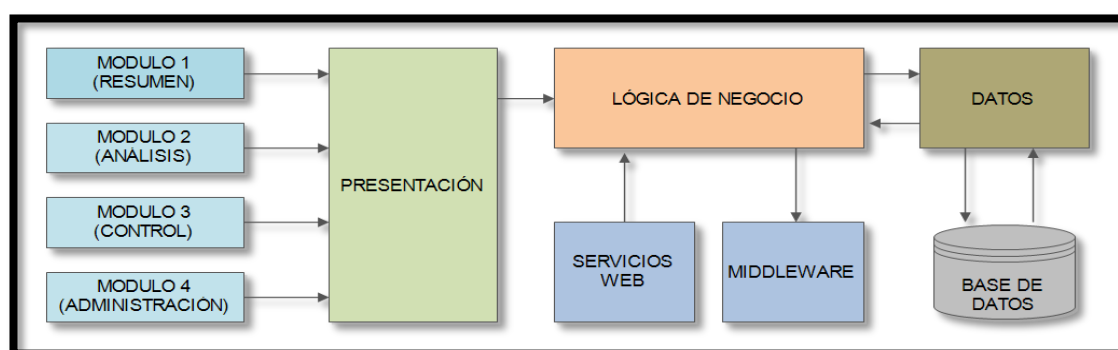 MODULO 1
(RESUMEN)
MODULO 2
(ANÁLISIS)
MODULO 3
(CONTROL)
MODULO 4
(ADMINISTRACIÓN)
PRESENTACIÓN
LÓGICA DE NEGOCIO
DATOS
SERVICIOS
WEB
MIDDLEWARE
BASE DE
DATOS